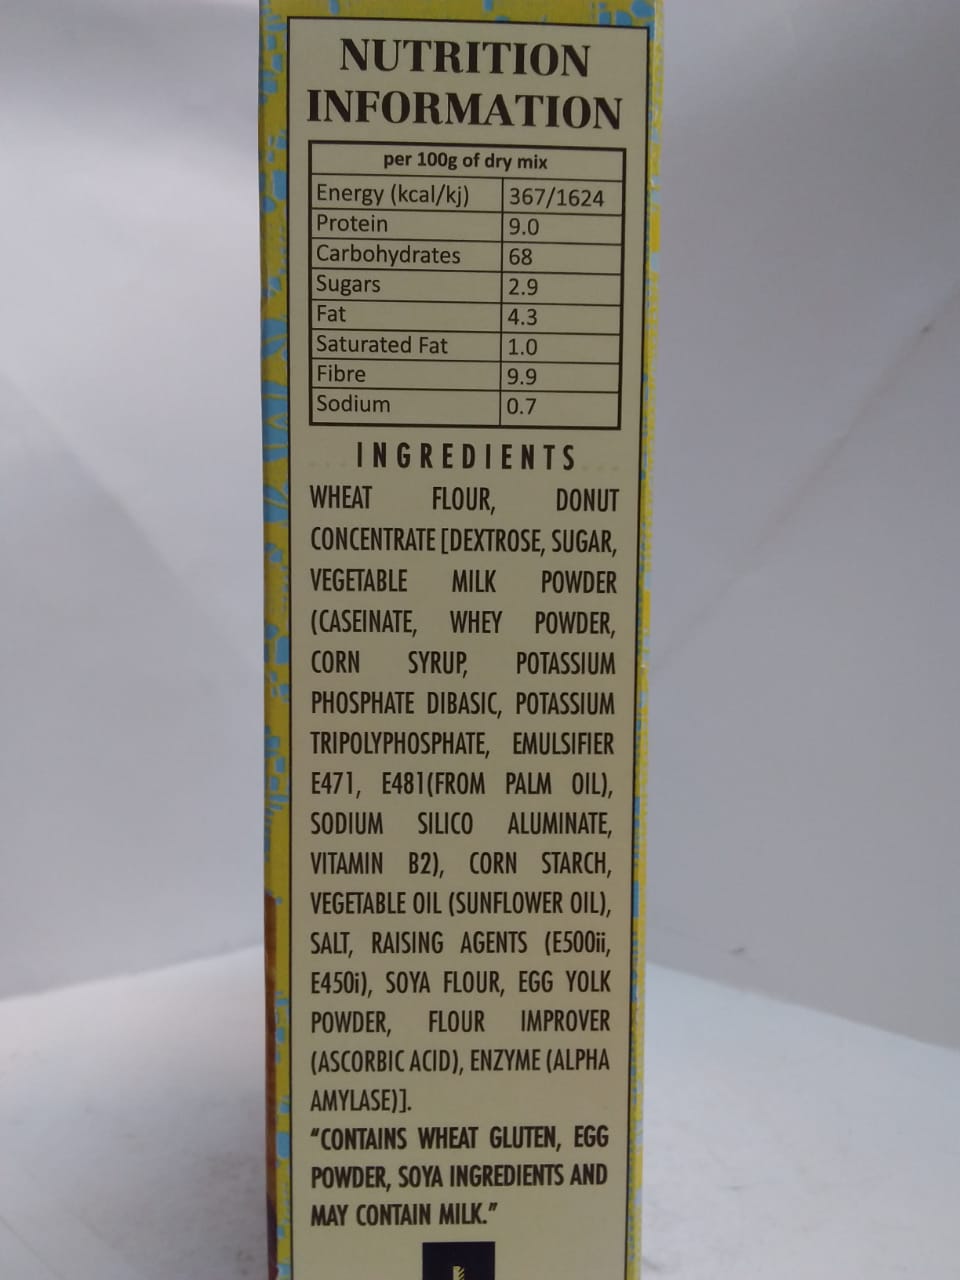 NUTRITION
INFORMATION
per 100g of dry mix
Energy (kcal/kj) 367/1624
Protein 9.0
Carbohydrates 68
Sugars 2.9
Fat 4.3
Saturated Fat 1.0
Fibre 9.9
Sodium 0.7
INGREDIENTS
WHEAT FLOUR, DONUT
CONCENTRATE [DEXTROSE, SUGAR,
VEGETABLE MILK POWDER
(CASEINATE, WHEY POWDER,
CORN SYRUP, POTASSIUM
PHOSPHATE DIBASIC, POTASSIUM
TRIPOLYPHOSPHATE, EMULSIFIER
E471, E481(FROM PALM OIL),
SODIUM SILICO ALUMINATE,
VITAMIN B2), CORN STARCH,
VEGETABLE OIL (SUNFLOWER OIL),
SALT, RAISING AGENTS (E500ii,
E450i), SOYA FLOUR, EGG YOLK
POWDER, FLOUR IMPROVER
(ASCORBIC ACID), ENZYME (ALPHA
AMYLASE)].
“CONTAINS WHEAT GLUTEN, EGG
POWDER, SOYA INGREDIENTS AND
MAY CONTAIN MILK.”